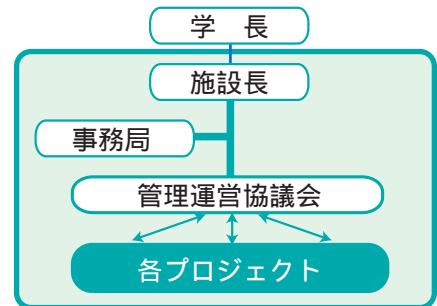 学　長
施設長
事務局
管理運営協議会
各プロジェクト